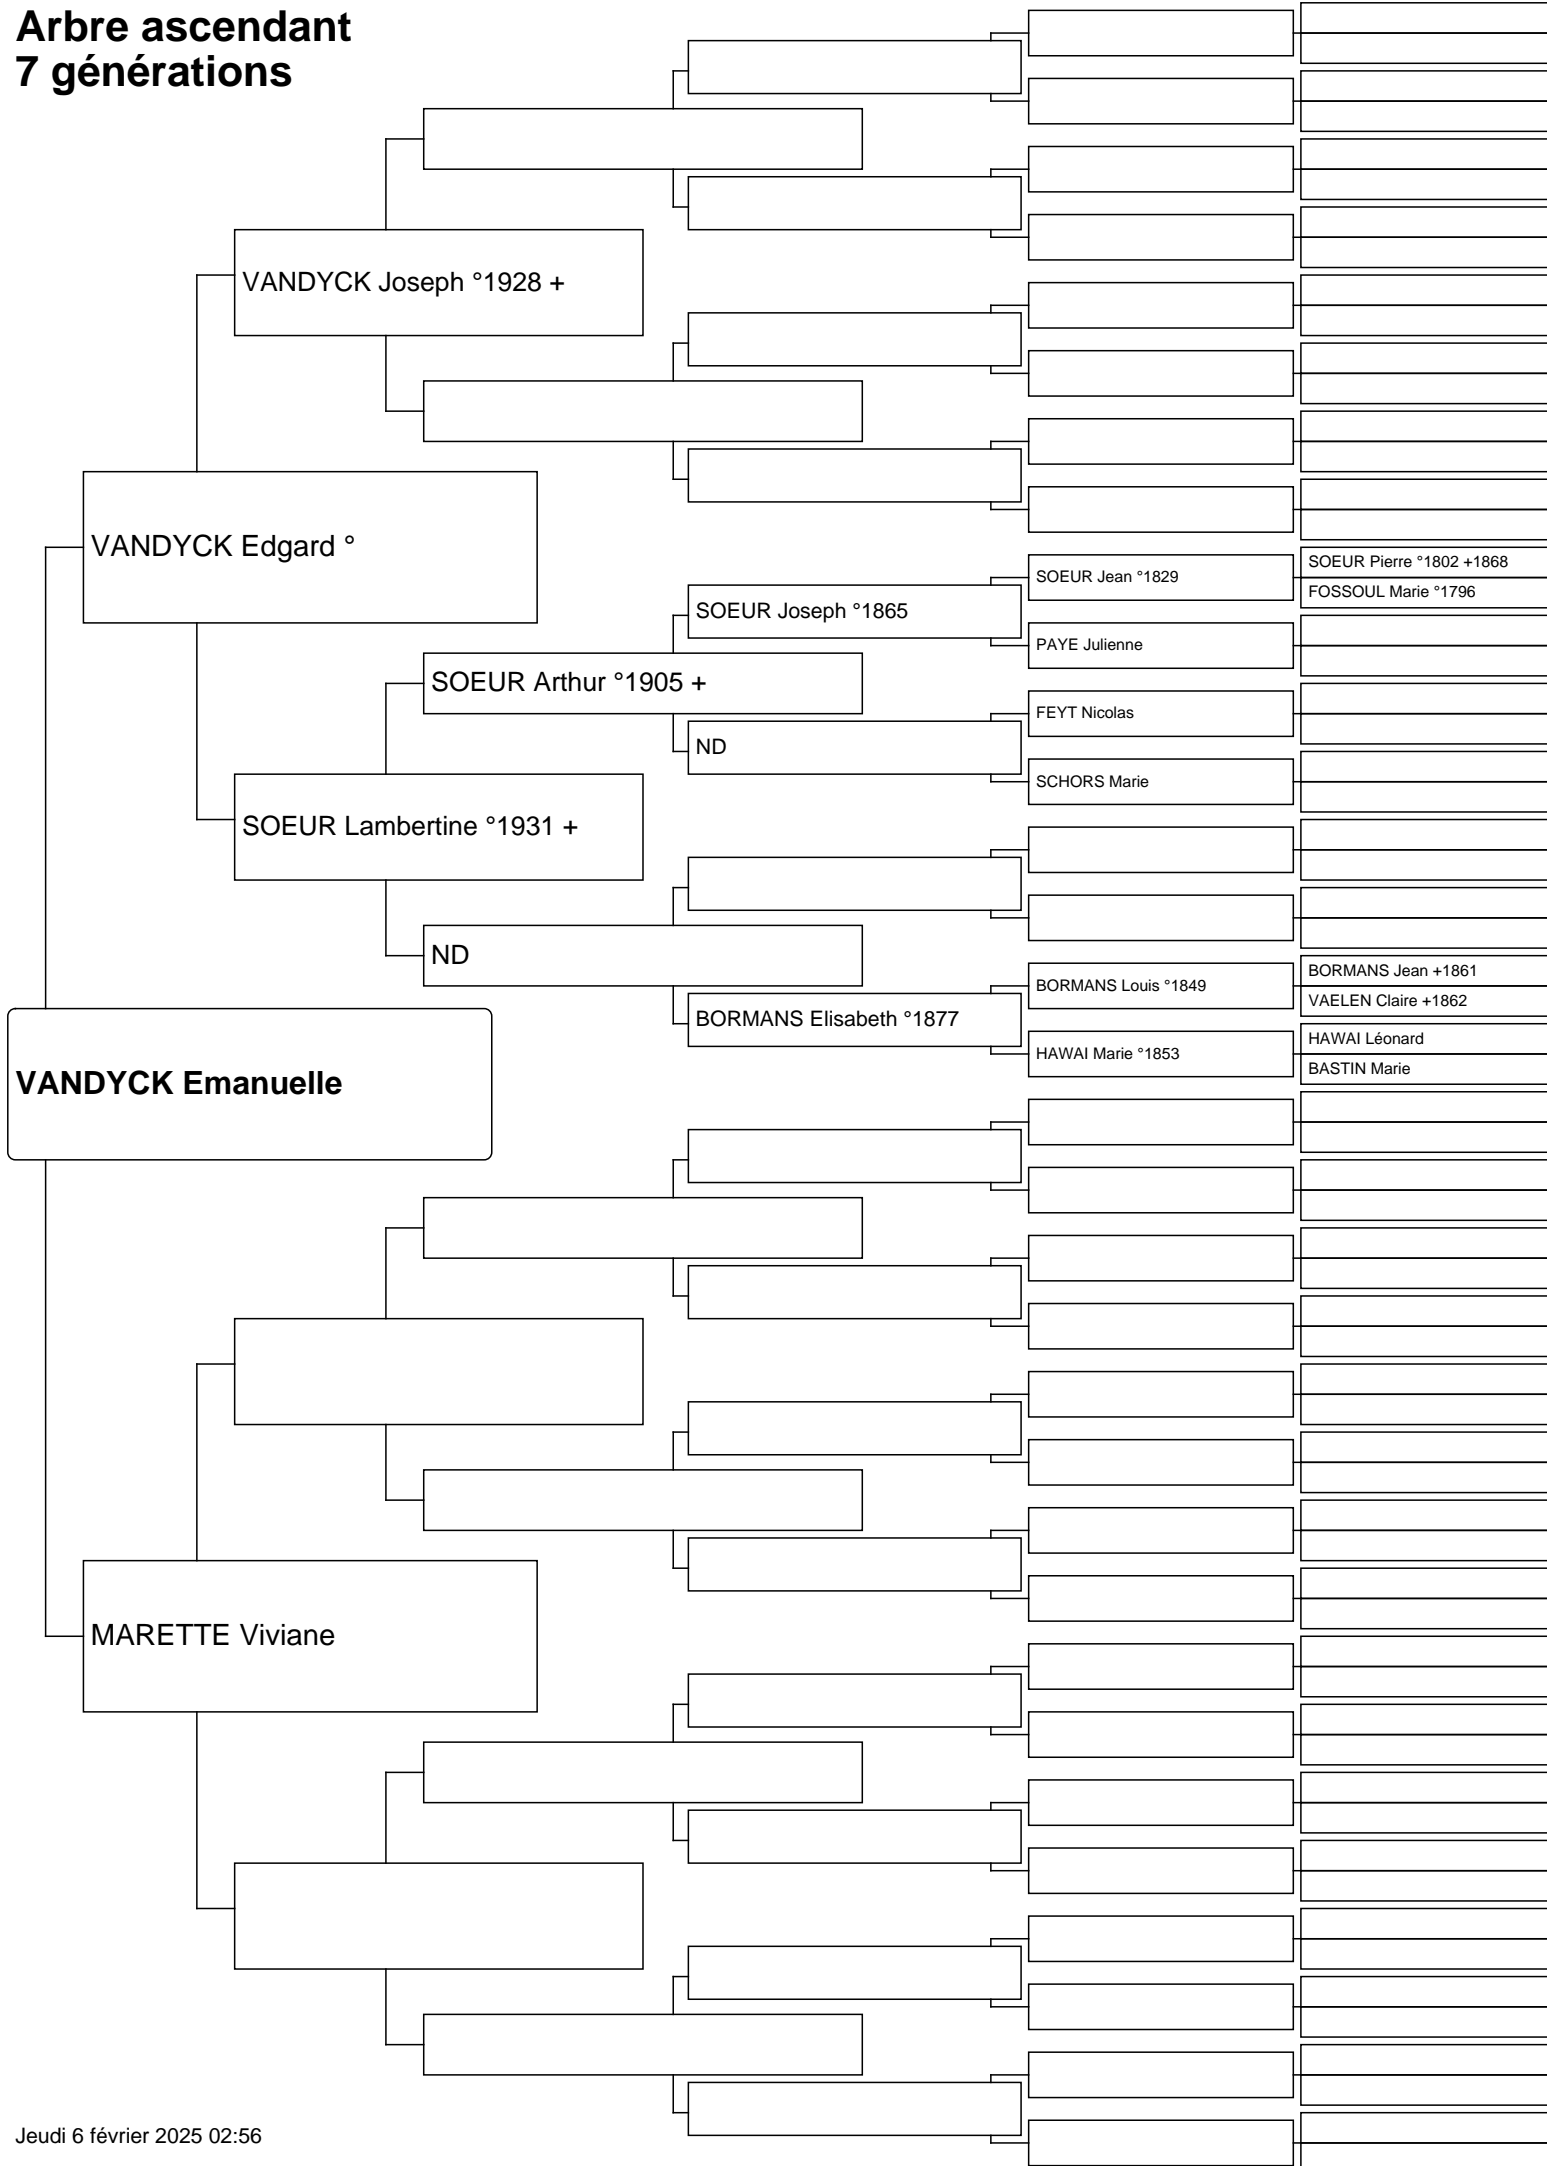 Arbre ascendant
7 générations
VANDYCK Joseph °1928 +
VANDYCK Edgard °
SOEUR Pierre °1802 +1868
SOEUR Jean °1829
FOSSOUL Marie °1796
SOEUR Joseph °1865
PAYE Julienne
SOEUR Arthur °1905 +
FEYT Nicolas
ND
SCHORS Marie
SOEUR Lambertine °1931 +
ND
BORMANS Jean +1861
BORMANS Louis °1849
VAELEN Claire +1862
BORMANS Elisabeth °1877
HAWAI Léonard
HAWAI Marie °1853
BASTIN Marie
VANDYCK Emanuelle
MARETTE Viviane
Jeudi 6 février 2025 02:56